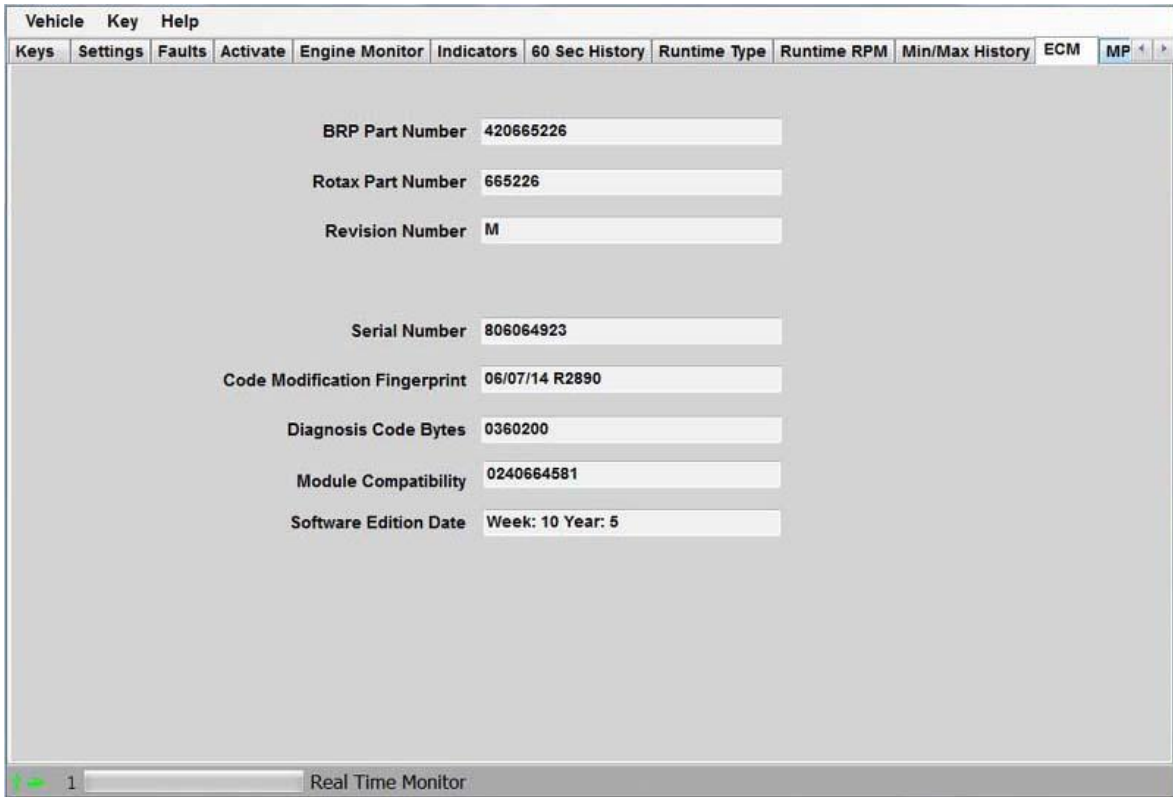 Vehicle Key Help
Keys Settings Faults Activate Engine Monitor Indicators 60 Sec History Runtime Type Runtime RPM Min/Max History ECM MP
BRP Part Number 420665226
Rotax Part Number 665226
Revision Number M
Serial Number 806064923
Code Modification Fingerprint 06/07/14 R2890
Diagnosis Code Bytes 0360200
Module Compatibility 0240664581
Software Edition Date Week: 10 Year: 5
1 Real Time Monitor